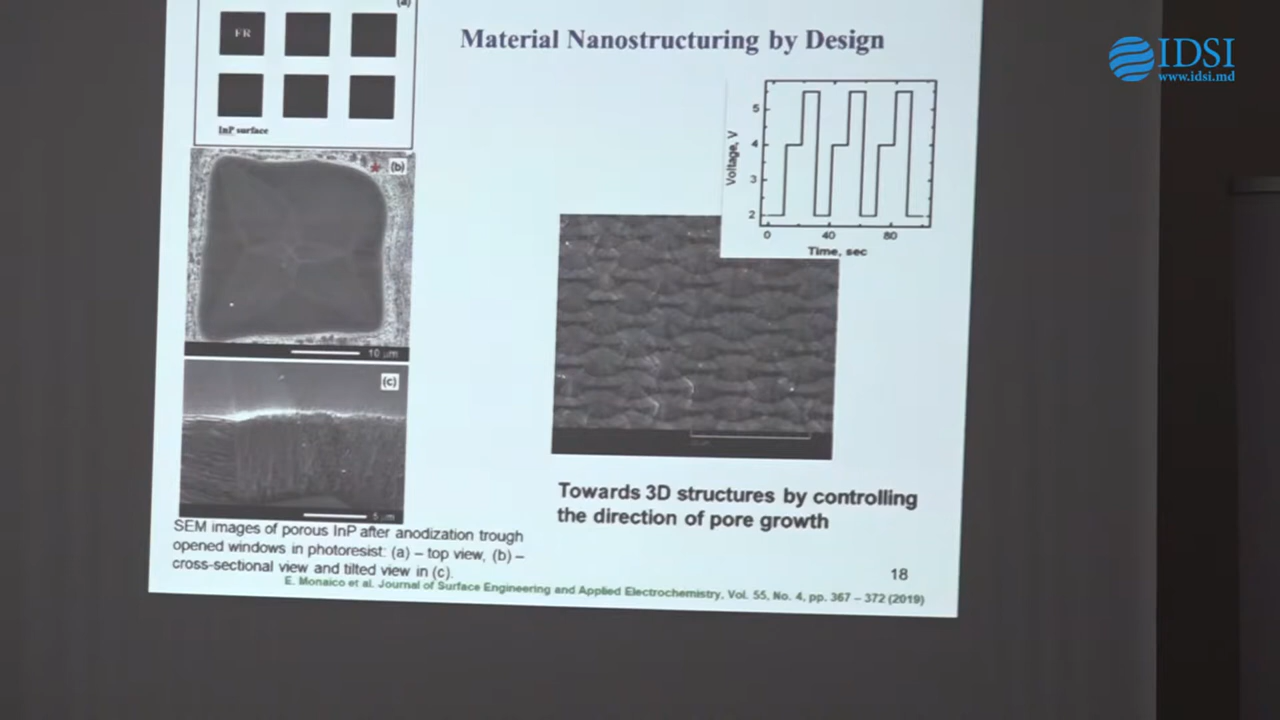 (a)
FR
InP surface
(b)
10 µm
(c)
5 µm
SEM images of porous InP after anodization trough
opened windows in photoresist: (a) – top view, (b) –
cross-sectional view and tilted view in (c).
Material Nanostructuring by Design
Voltage, V
5
4
3
2
0 40 80
Time, sec
Towards 3D structures by controlling
the direction of pore growth
18
E. Monaico et al. Journal of Surface Engineering and Applied Electrochemistry, Vol. 55, No. 4, pp. 367 – 372 (2019)
IDSI
www.idsi.md